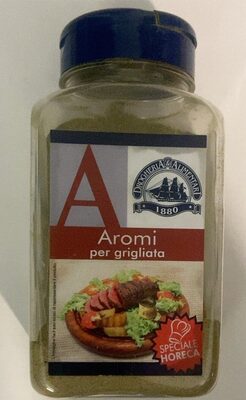 A
DROGHERIA & ALIMENTARI
1880
Aromi
per grigliata
SPECIALE
HORECA